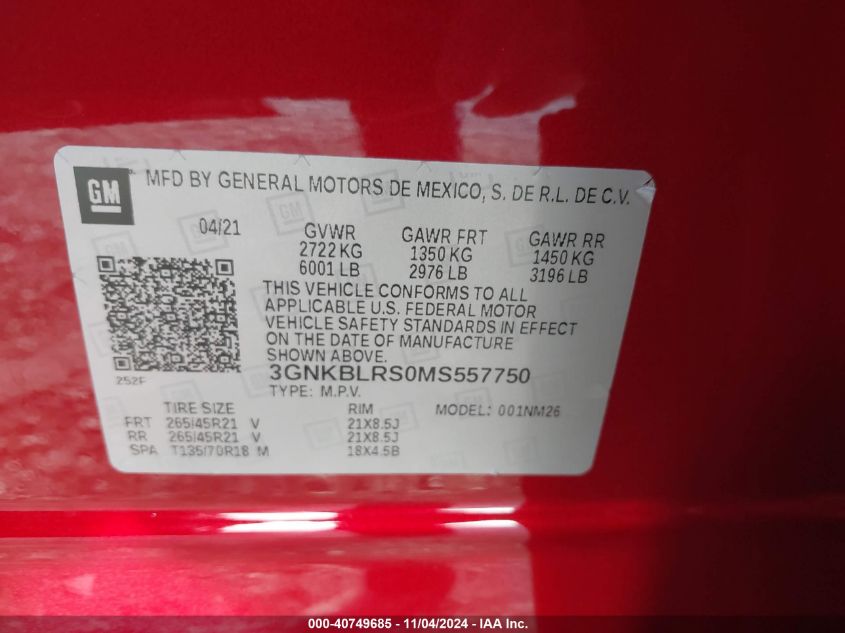 GM
MFD BY GENERAL MOTORS DE MEXICO, S. DE R.L. DE C.V.
04/21 GVWR GAWR FRT GAWR RR
2722 KG 1350 KG 1450 KG
6001 LB 2976 LB 3196 LB
THIS VEHICLE CONFORMS TO ALL
APPLICABLE U.S. FEDERAL MOTOR
VEHICLE SAFETY STANDARDS IN EFFECT
ON THE DATE OF MANUFACTURE
SHOWN ABOVE.
252F
3GNKBLRS0MS557750
TYPE: M.P.V.
TIRE SIZE RIM MODEL: 001NM26
FRT 265/45R21 V 21X8.5J
RR 265/45R21 V 21X8.5J
SPA T135/70R18 M 18X4.5B
000-40749685 - 11/04/2024 - IAA Inc.